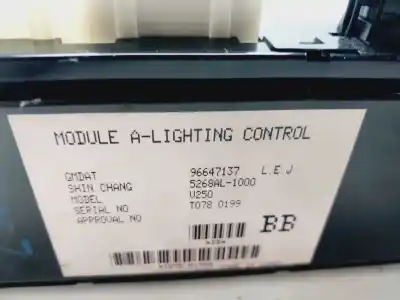 MODULE A-LIGHTING CONTROL
GMDAT 96647137 L.E.J
SHIN CHANG 5268AL-1000
MODEL V250
SERIAL NO T078 0199
APPROVAL NO
BB